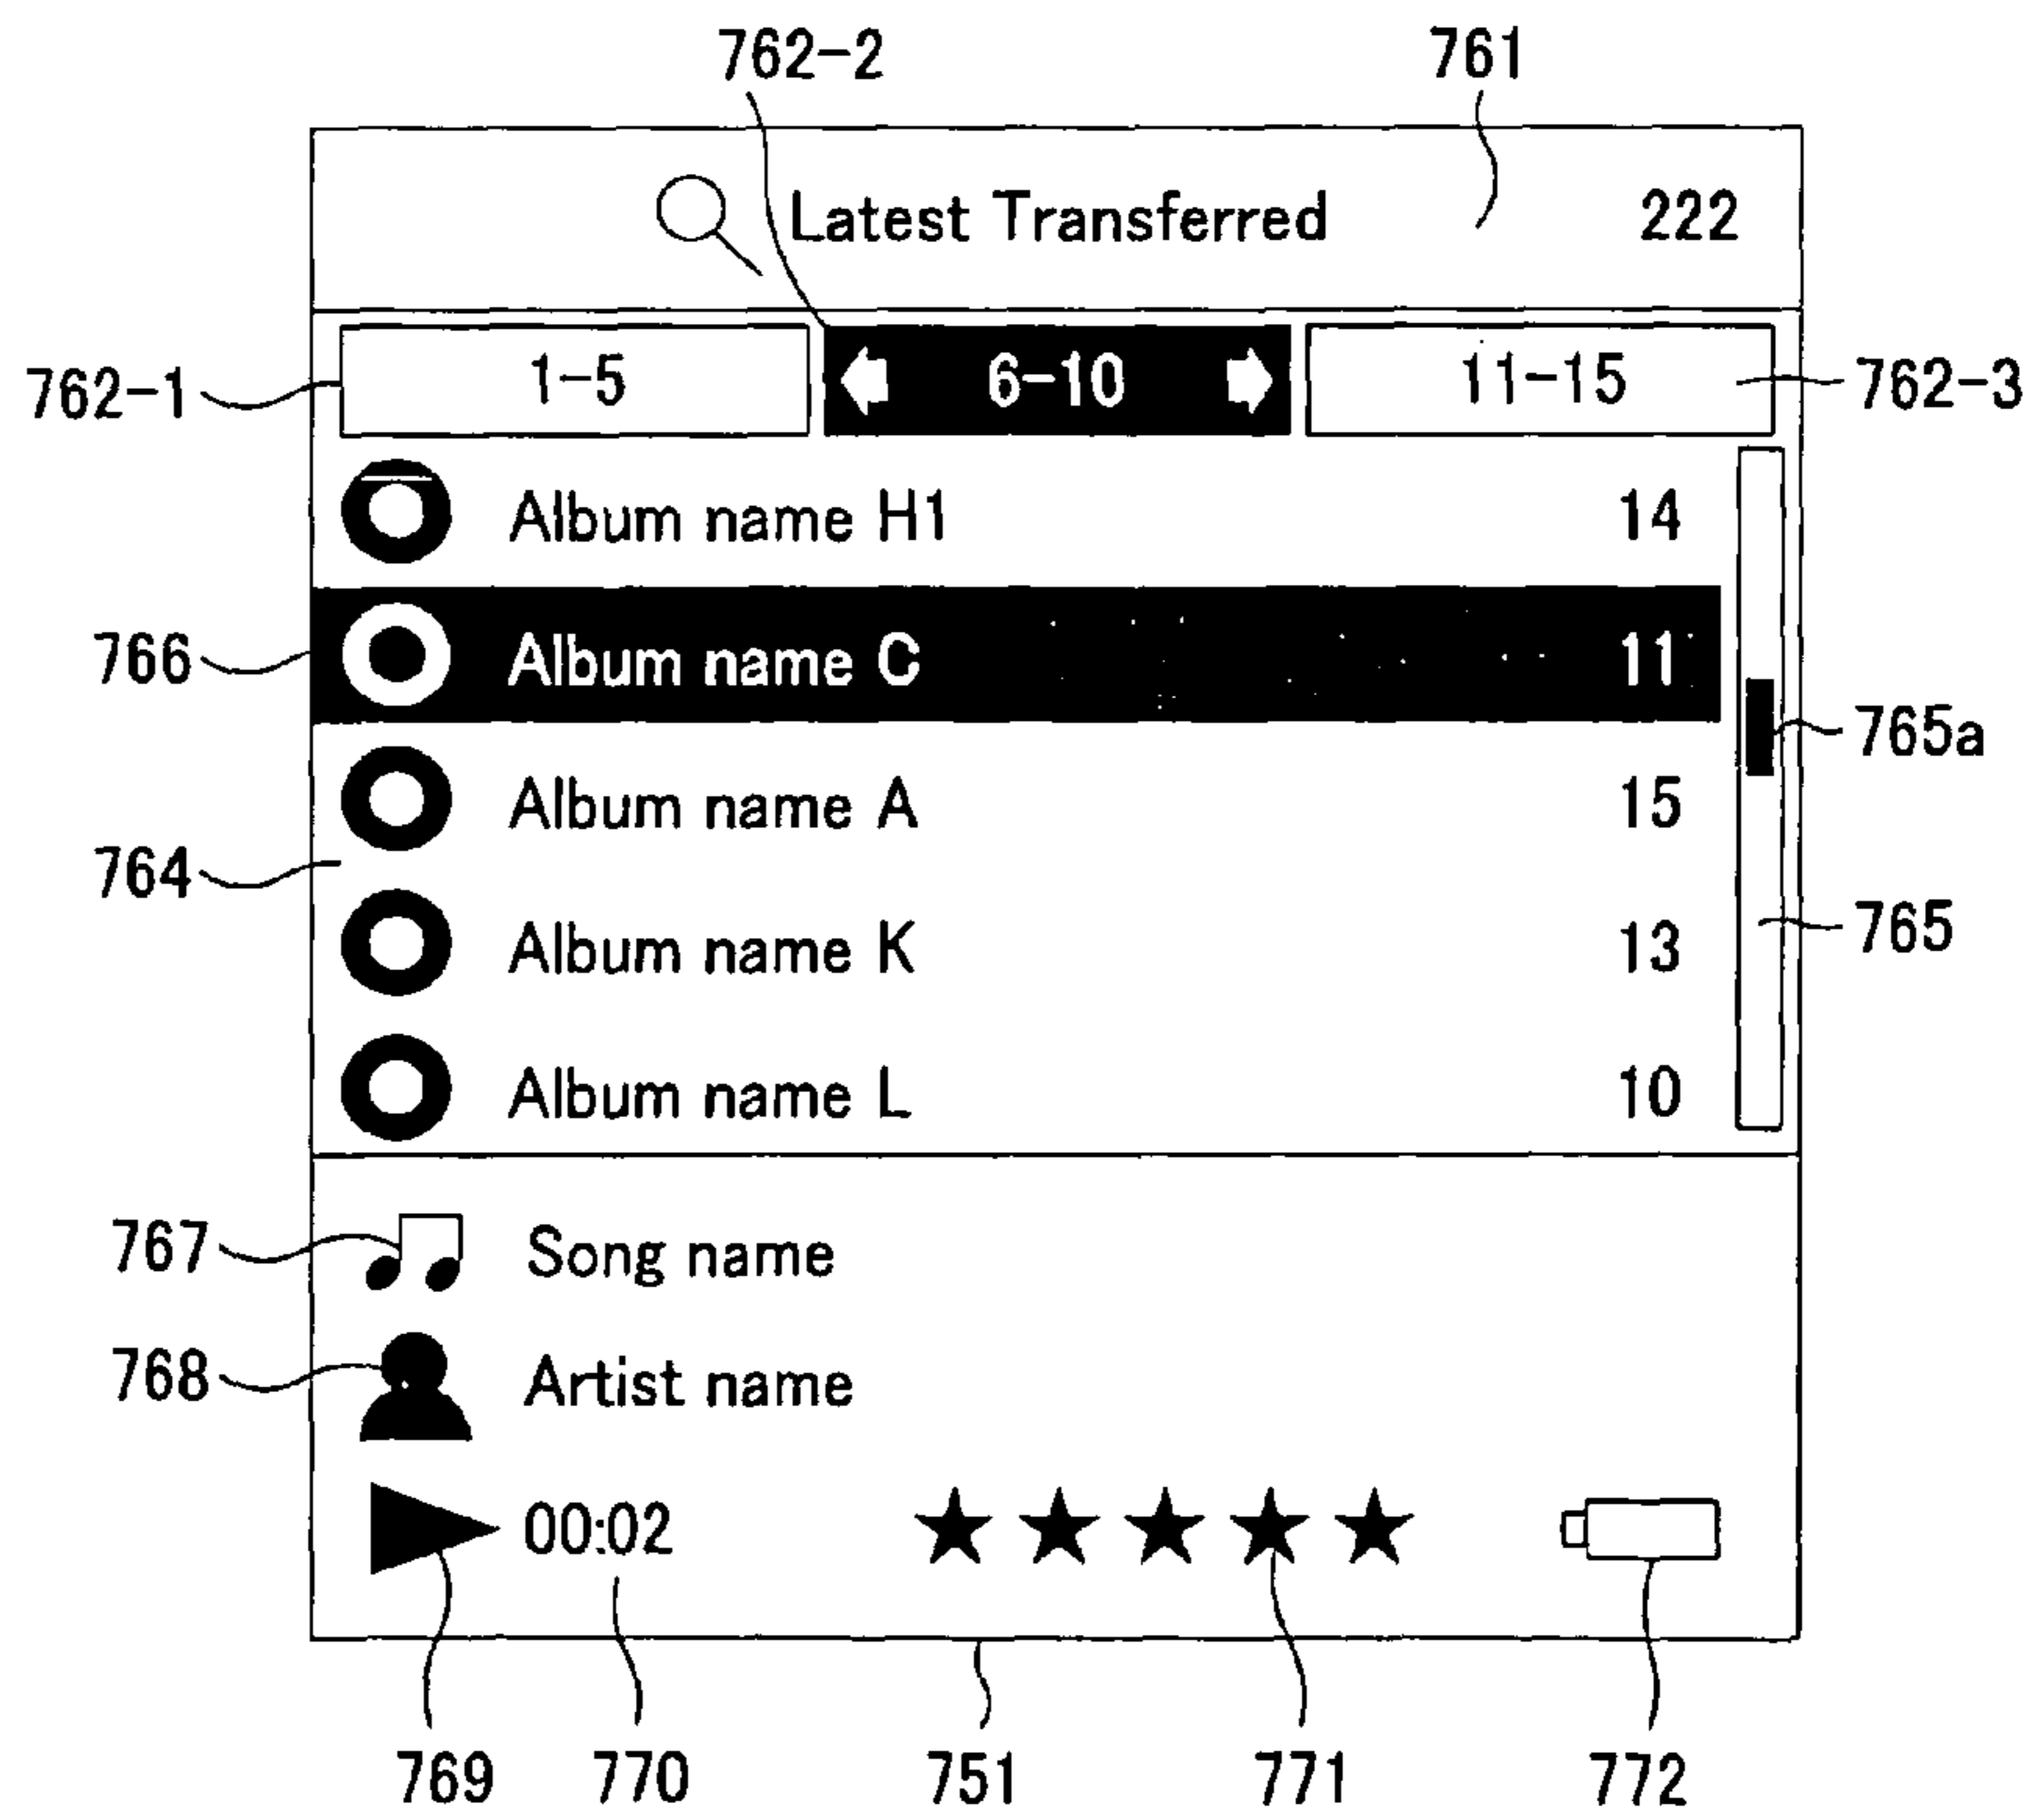 762-2 761
Latest Transferred 222
762-1 1-5 6-10 11-15 762-3
Album name H1 14
766 Album name C 11
765a
Album name A 15
764
765
Album name K 13
Album name L 10
767 Song name
768 Artist name
00:02
769 770 751 771 772